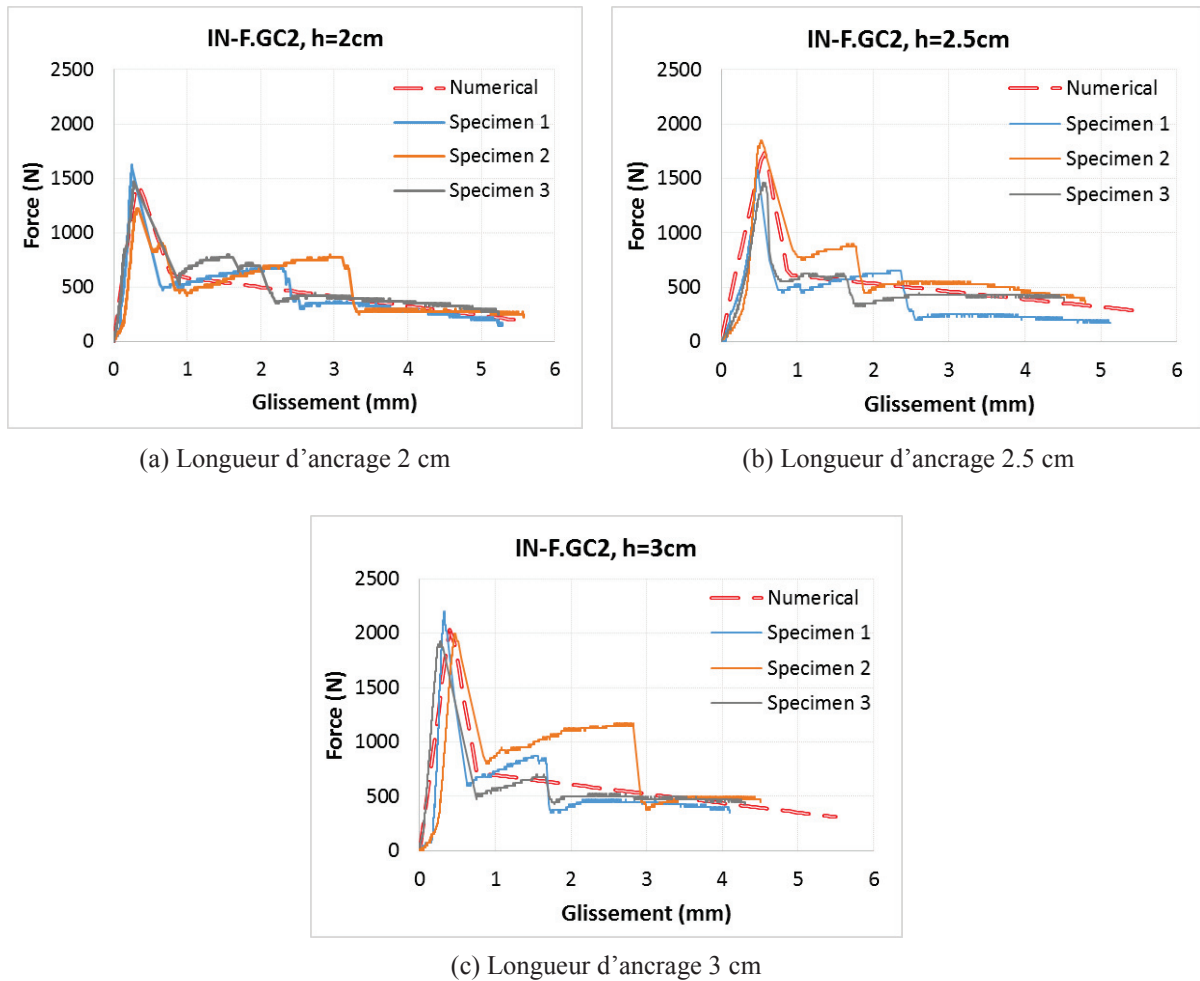 IN-F.GC2, h=2cm
2500
2000
1500
1000
500
0
Force (N)
0 1 2 3 4 5 6
Glissement (mm)
Numerical
Specimen 1
Specimen 2
Specimen 3
(a) Longueur d'ancrage 2 cm
IN-F.GC2, h=2.5cm
2500
2000
1500
1000
500
0
Force (N)
0 1 2 3 4 5 6
Glissement (mm)
Numerical
Specimen 1
Specimen 2
Specimen 3
(b) Longueur d'ancrage 2.5 cm
IN-F.GC2, h=3cm
2500
2000
1500
1000
500
0
Force (N)
0 1 2 3 4 5 6
Glissement (mm)
Numerical
Specimen 1
Specimen 2
Specimen 3
(c) Longueur d'ancrage 3 cm